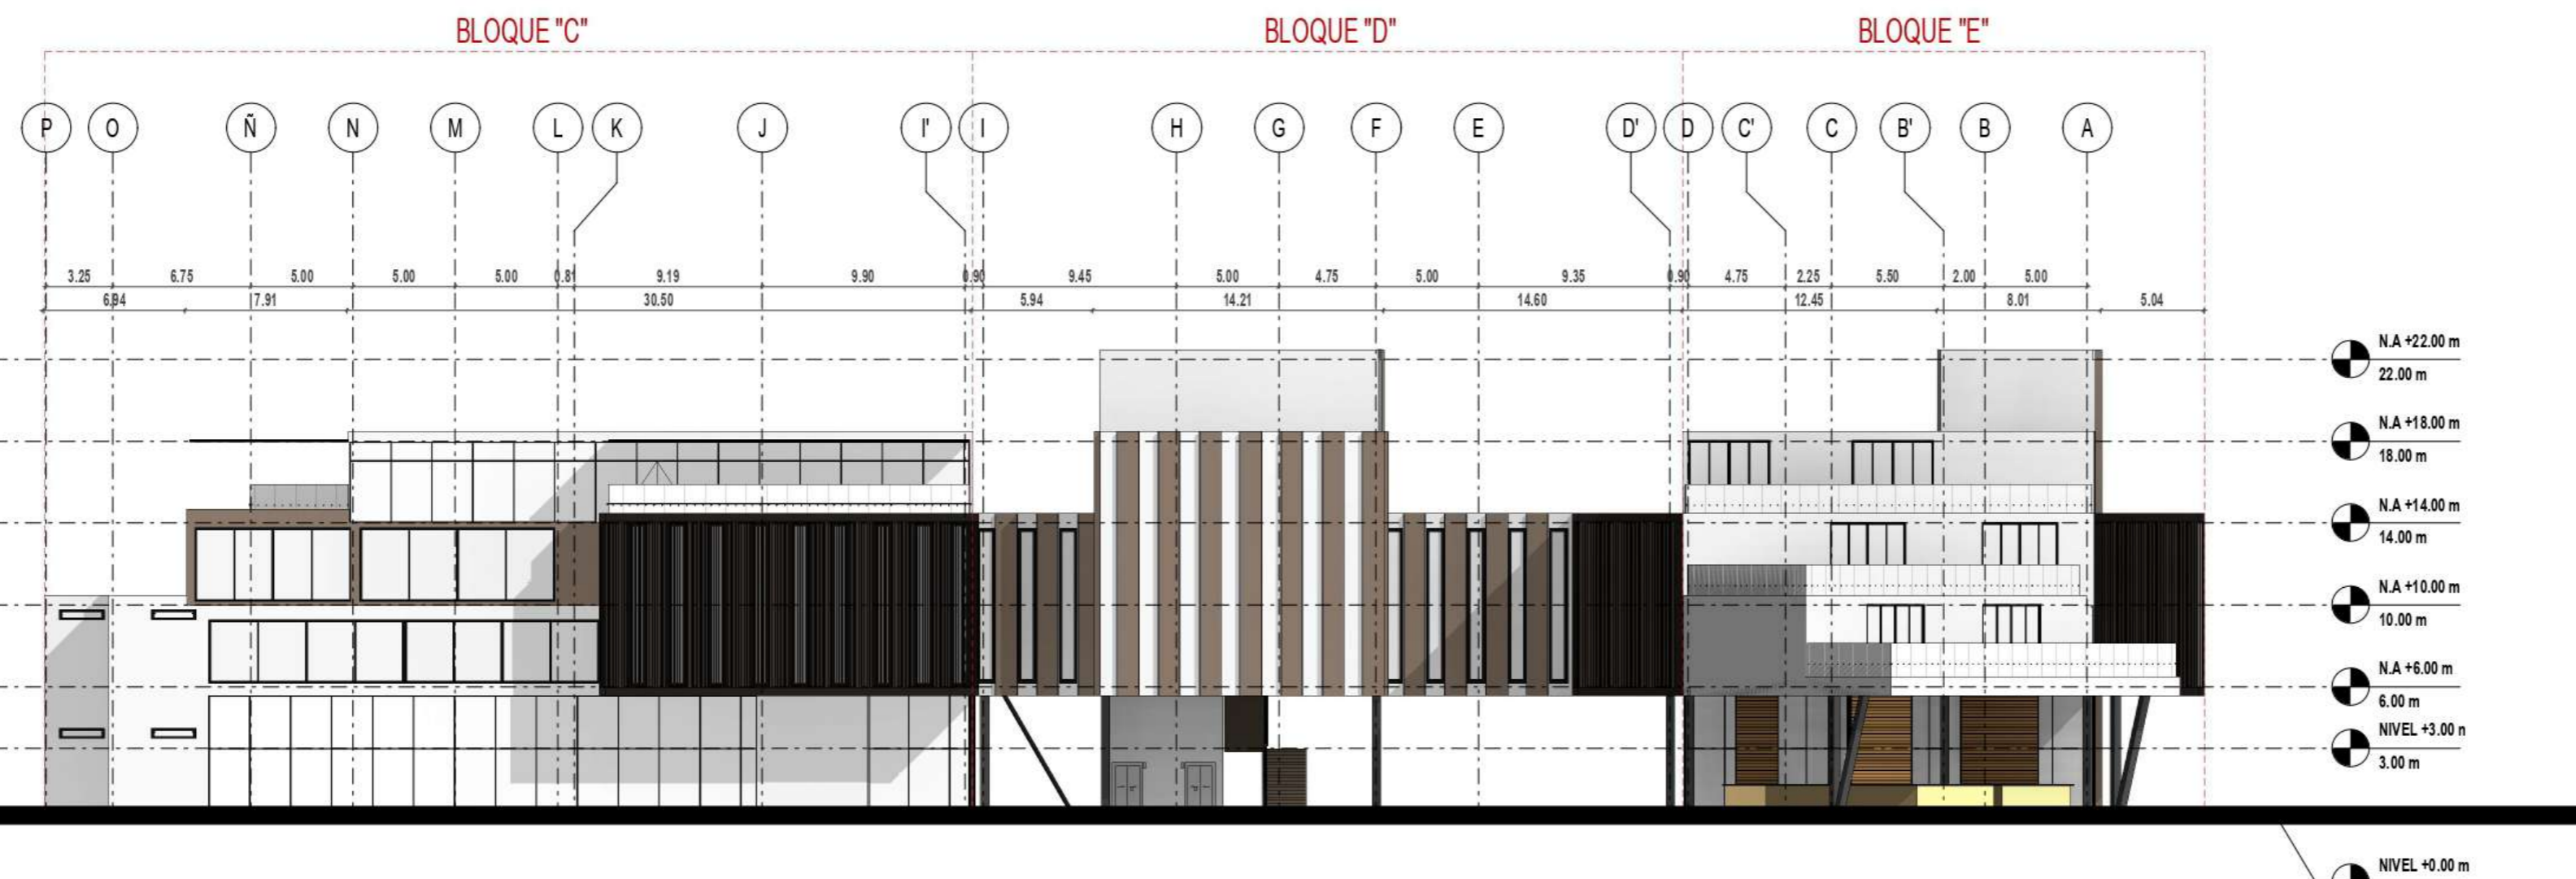 BLOQUE "C" BLOQUE "D" BLOQUE "E"
P O Ñ N M L K J I' I H G F E D' D C' C B' B A
3.25 6.75 5.00 5.00 5.00 0.81 9.19 9.90 0.90 9.45 5.00 4.75 5.00 9.35 0.90 4.75 2.25 5.50 2.00 5.00
6.94 7.91 30.50 5.94 14.21 14.60 12.45 8.01 5.04
N.A +22.00 m
22.00 m
N.A +18.00 m
18.00 m
N.A +14.00 m
14.00 m
N.A +10.00 m
10.00 m
N.A +6.00 m
6.00 m
NIVEL +3.00 n
3.00 m
NIVEL +0.00 m